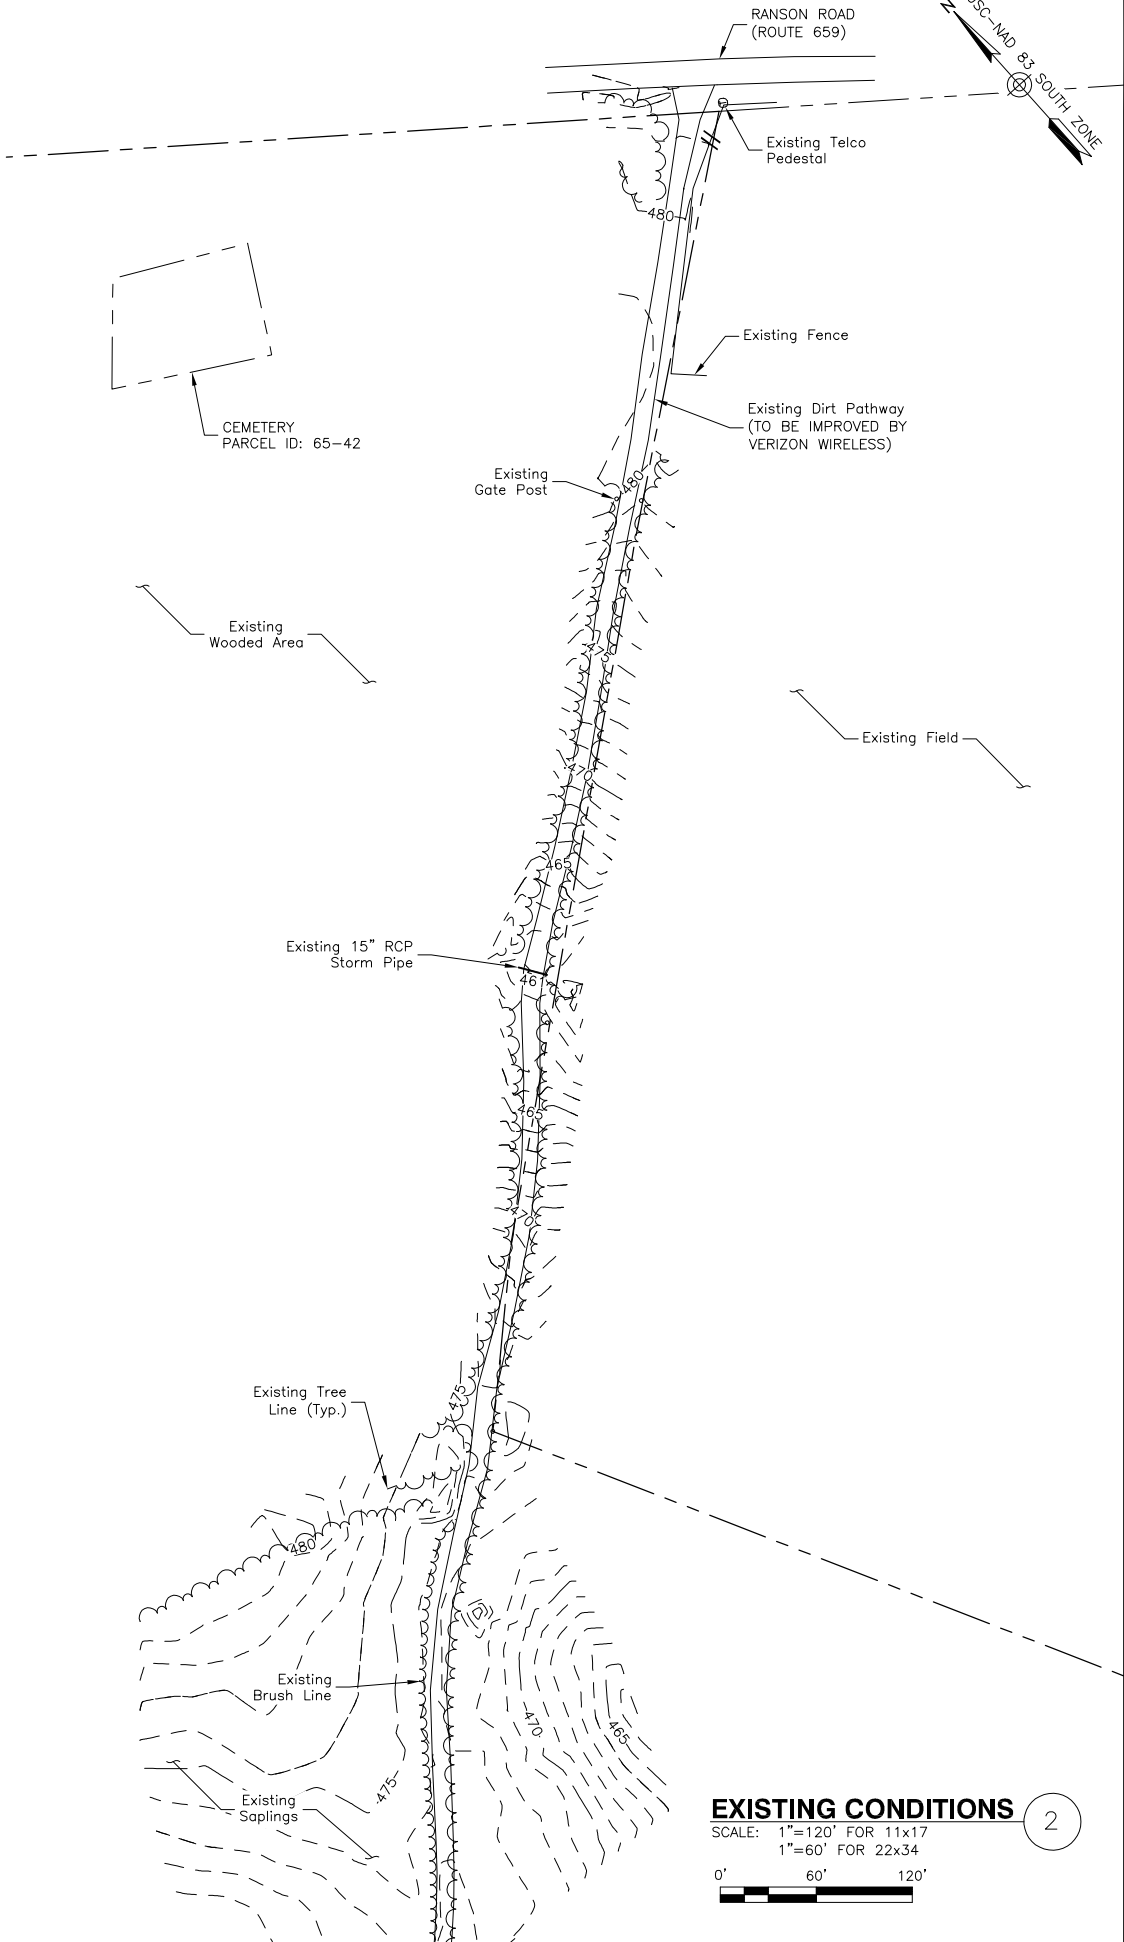 RANSON ROAD
(ROUTE 659)
NAD 83 SOUTH ZONE
Existing Telco
Pedestal
480
Existing Fence
CEMETERY
PARCEL ID: 65-42
Existing Dirt Pathway
(TO BE IMPROVED BY
VERIZON WIRELESS)
Existing
Gate Post
480
Existing
Wooded Area
475
Existing Field
470
465
Existing 15" RCP
Storm Pipe
461
465
470
Existing Tree
Line (Typ.)
475
480
Existing
Brush Line
470
465
475
Existing
Saplings
EXISTING CONDITIONS
2
SCALE: 1"=120' FOR 11x17
1"=60' FOR 22x34
0' 60' 120'